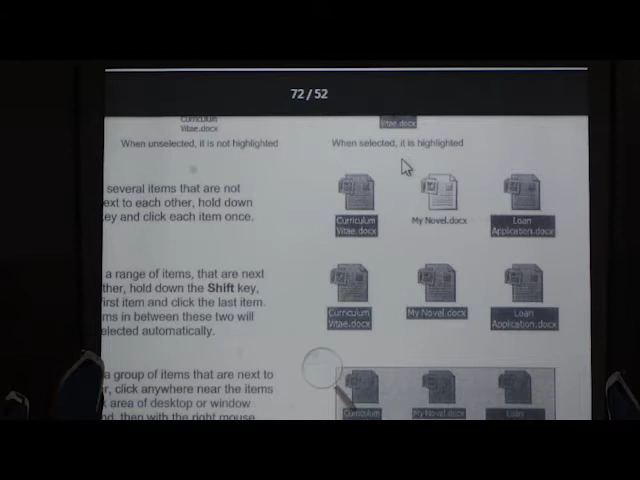 72 / 52
Curriculum
Vitae.docx
Vitae.docx
When unselected, it is not highlighted
When selected, it is highlighted
several items that are not
ext to each other, hold down
ey and click each item once.
Curriculum
Vitae.docx
My Novel.docx
Loan
Application.docx
a range of items, that are next
ther, hold down the Shift key,
irst item and click the last item.
ms in between these two will
elected automatically.
Curriculum
Vitae.docx
My Novel.docx
Loan
Application.docx
a group of items that are next to
r, click anywhere near the items
area of desktop or window
nd, then with the right mouse
Curriculum
My Novel.docx
Loan